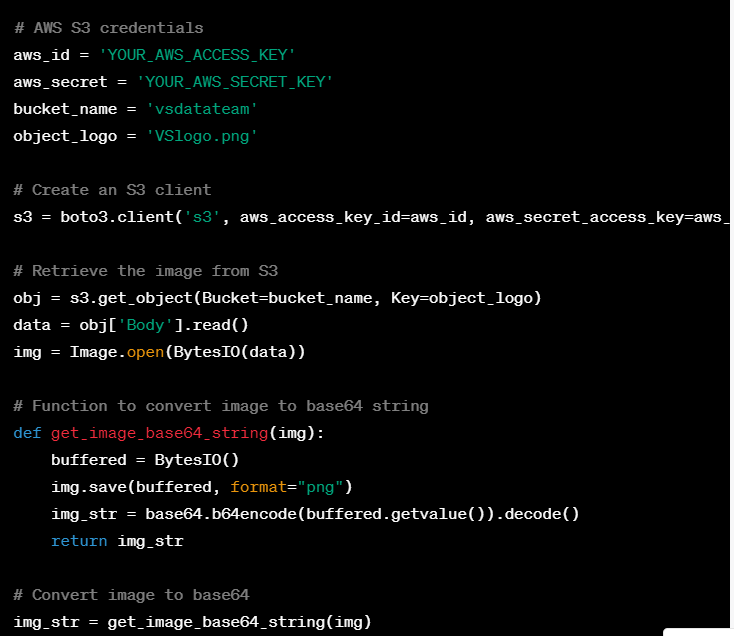 # AWS S3 credentials
aws_id = 'YOUR_AWS_ACCESS_KEY'
aws_secret = 'YOUR_AWS_SECRET_KEY'
bucket_name = 'vsdatateam'
object_logo = 'VSlogo.png'
# Create an S3 client
s3 = boto3.client('s3', aws_access_key_id=aws_id, aws_secret_access_key=aws_
# Retrieve the image from S3
obj = s3.get_object(Bucket=bucket_name, Key=object_logo)
data = obj['Body'].read()
img = Image.open(BytesIO(data))
# Function to convert image to base64 string
def get_image_base64_string(img):
    buffered = BytesIO()
    img.save(buffered, format="png")
    img_str = base64.b64encode(buffered.getvalue()).decode()
    return img_str
# Convert image to base64
img_str = get_image_base64_string(img)